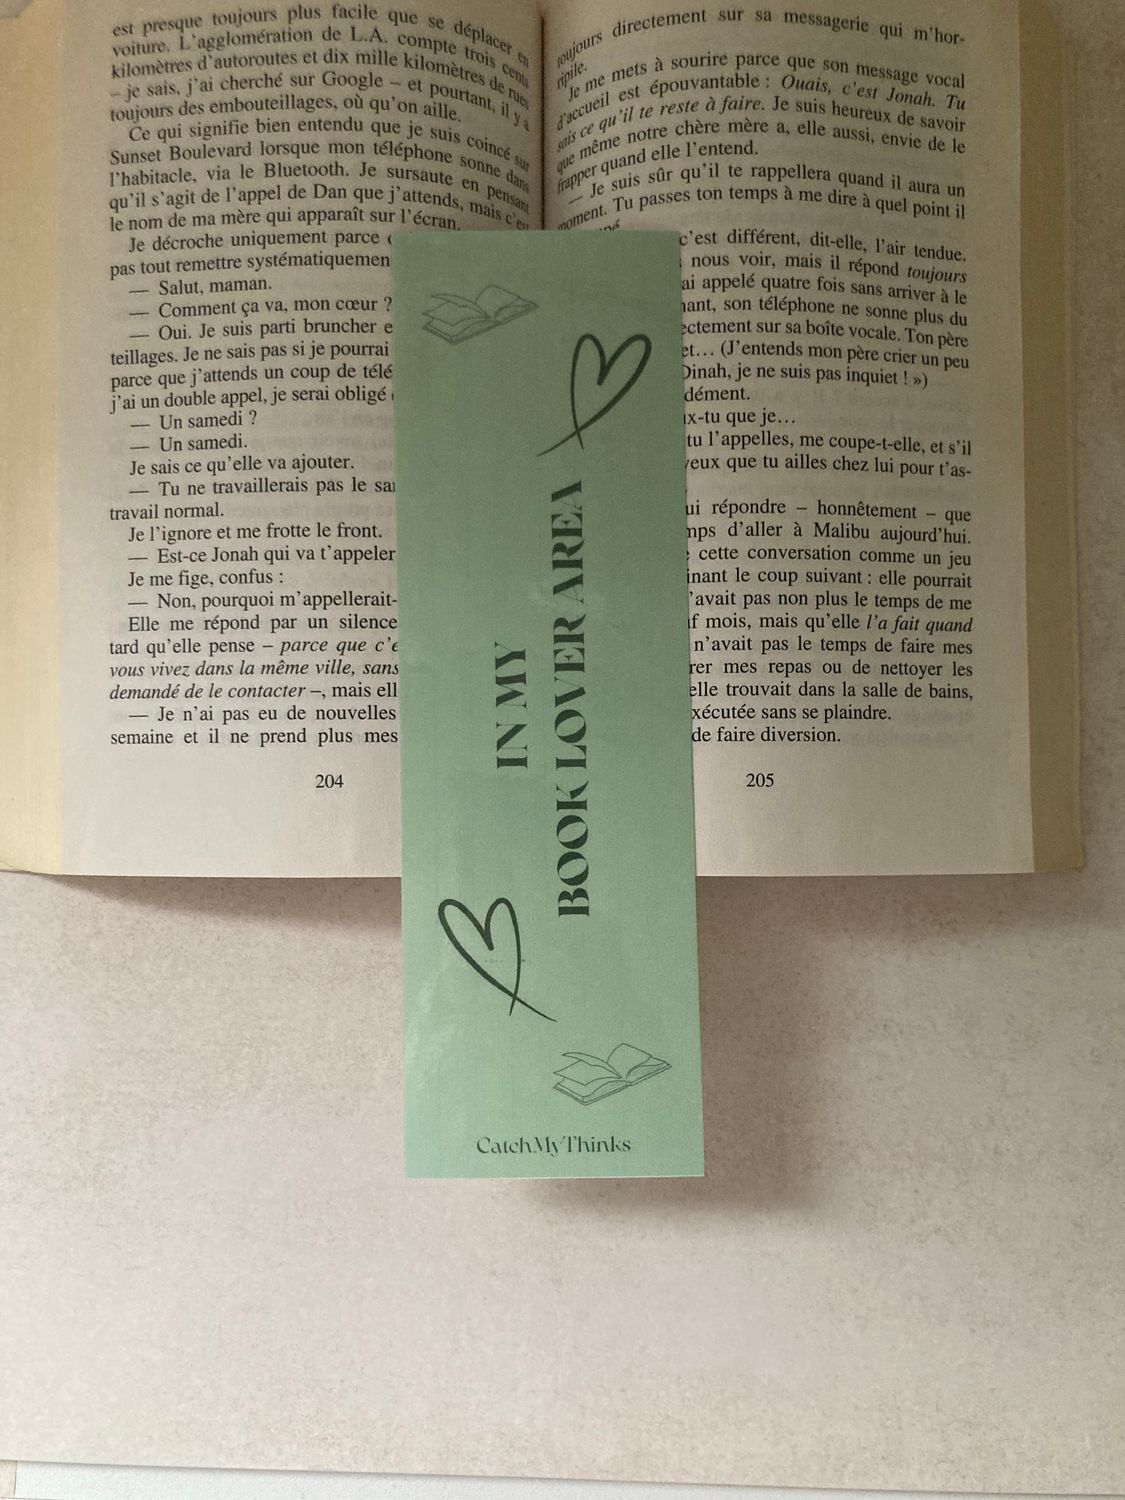 est presque toujours plus facile que se déplacer en
voiture. L'agglomération de L.A. compte trois cents
kilomètres d'autoroutes et dix mille kilomètres de rues
– je sais, j'ai cherché sur Google – et pourtant, il y a
toujours des embouteillages, où qu'on aille.
Ce qui signifie bien entendu que je suis coincé sur
Sunset Boulevard lorsque mon téléphone sonne dans
l'habitacle, via le Bluetooth. Je sursaute en pensant
qu'il s'agit de l'appel de Dan que j'attends, mais c'est
le nom de ma mère qui apparaît sur l'écran.
Je décroche uniquement parce
pas tout remettre systématiquemen
— Salut, maman.
— Comment ça va, mon cœur ?
— Oui. Je suis parti bruncher e
teillages. Je ne sais pas si je pourrai
parce que j'attends un coup de télé
j'ai un double appel, je serai obligé
— Un samedi ?
— Un samedi.
Je sais ce qu'elle va ajouter.
— Tu ne travaillerais pas le sa
travail normal.
Je l'ignore et me frotte le front.
— Est-ce Jonah qui va t'appeler
Je me fige, confus :
— Non, pourquoi m'appellerait-
Elle me répond par un silence
tard qu'elle pense – parce que c'e
vous vivez dans la même ville, sans
demandé de le contacter –, mais ell
— Je n'ai pas eu de nouvelles
semaine et il ne prend plus mes
204
toujours directement sur sa messagerie qui m'hor-
ripile.
Je me mets à sourire parce que son message vocal
d'accueil est épouvantable : Ouais, c'est Jonah. Tu
sais ce qu'il te reste à faire. Je suis heureux de savoir
que même notre chère mère a, elle aussi, envie de le
frapper quand elle l'entend.
— Je suis sûr qu'il te rappellera quand il aura un
moment. Tu passes ton temps à me dire à quel point il
c'est différent, dit-elle, l'air tendue.
nous voir, mais il répond toujours
ai appelé quatre fois sans arriver à le
nant, son téléphone ne sonne plus du
ectement sur sa boîte vocale. Ton père
et… (J'entends mon père crier un peu
Dinah, je ne suis pas inquiet ! »)
dément.
x-tu que je…
tu l'appelles, me coupe-t-elle, et s'il
veux que tu ailles chez lui pour t'as-
ui répondre – honnêtement – que
mps d'aller à Malibu aujourd'hui.
cette conversation comme un jeu
inant le coup suivant : elle pourrait
'avait pas non plus le temps de me
f mois, mais qu'elle l'a fait quand
n'avait pas le temps de faire mes
rer mes repas ou de nettoyer les
elle trouvait dans la salle de bains,
xécutée sans se plaindre.
de faire diversion.
205
IN MY
BOOK LOVER AREA
CatchMyThinks